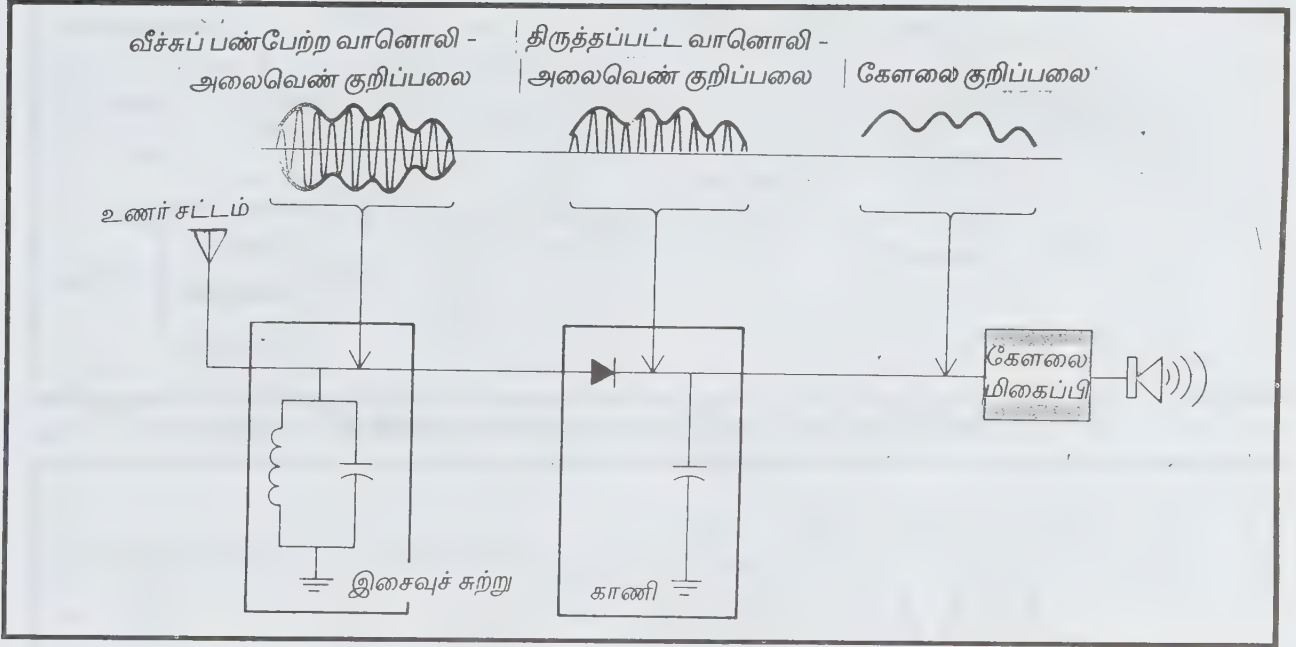 வீச்சுப் பண்பேற்ற வானொலி -
அலைவெண் குறிப்பலை
திருத்தப்பட்ட வானொலி -
அலைவெண் குறிப்பலை
கேளலை குறிப்பலை
உணர் சட்டம்
கேளலை
மிகைப்பி
இசைவுச் சுற்று
காணி